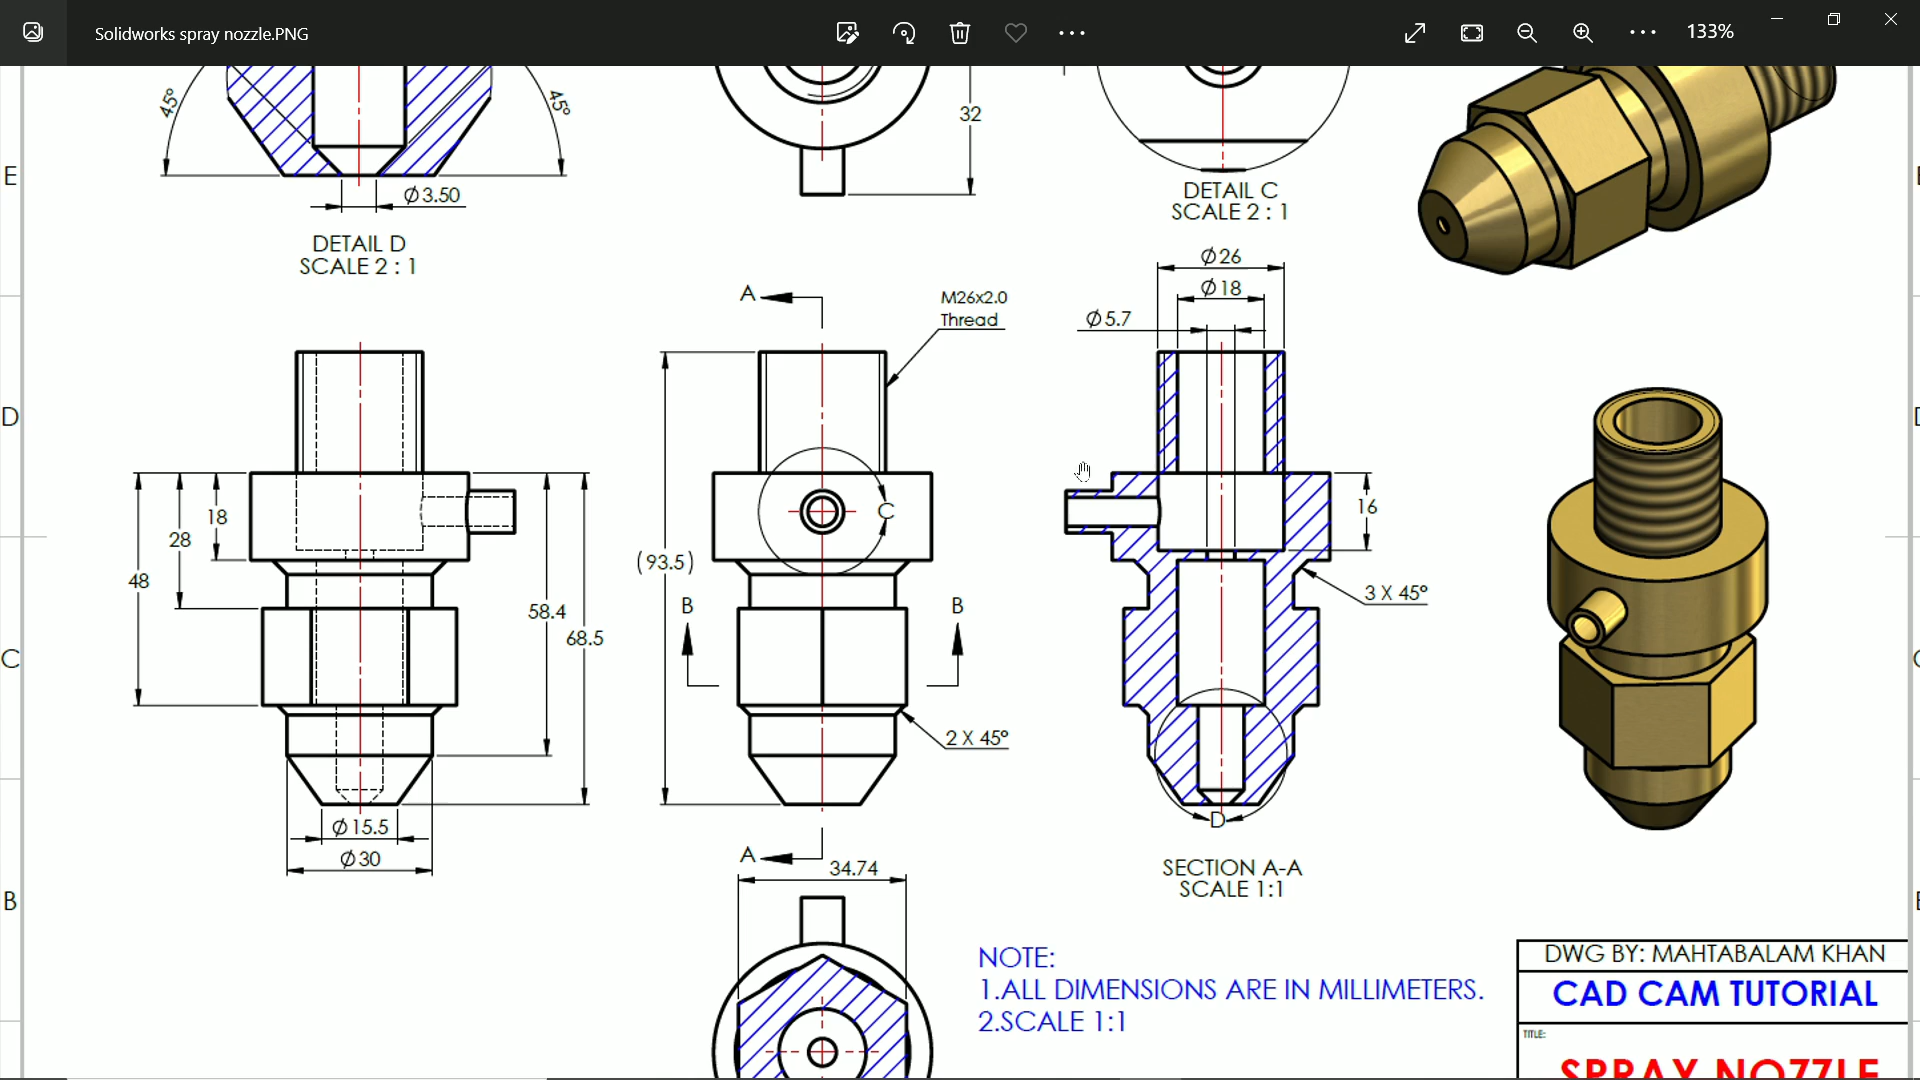 Solidworks spray nozzle.PNG
133%
45°
45°
32
E
Ø3.50
DETAIL D
SCALE 2 : 1
DETAIL C
SCALE 2 : 1
Ø26
Ø18
Ø5.7
A
M26x2.0
Thread
D
18
28
48
58.4
68.5
(93.5)
C
B
B
16
3 X 45°
2 X 45°
C
D
Ø15.5
Ø30
A
34.74
SECTION A-A
SCALE 1:1
B
NOTE:
1.ALL DIMENSIONS ARE IN MILLIMETERS.
2.SCALE 1:1
DWG BY: MAHTABALAM KHAN
CAD CAM TUTORIAL
TITLE:
SPRAY NOZZLE